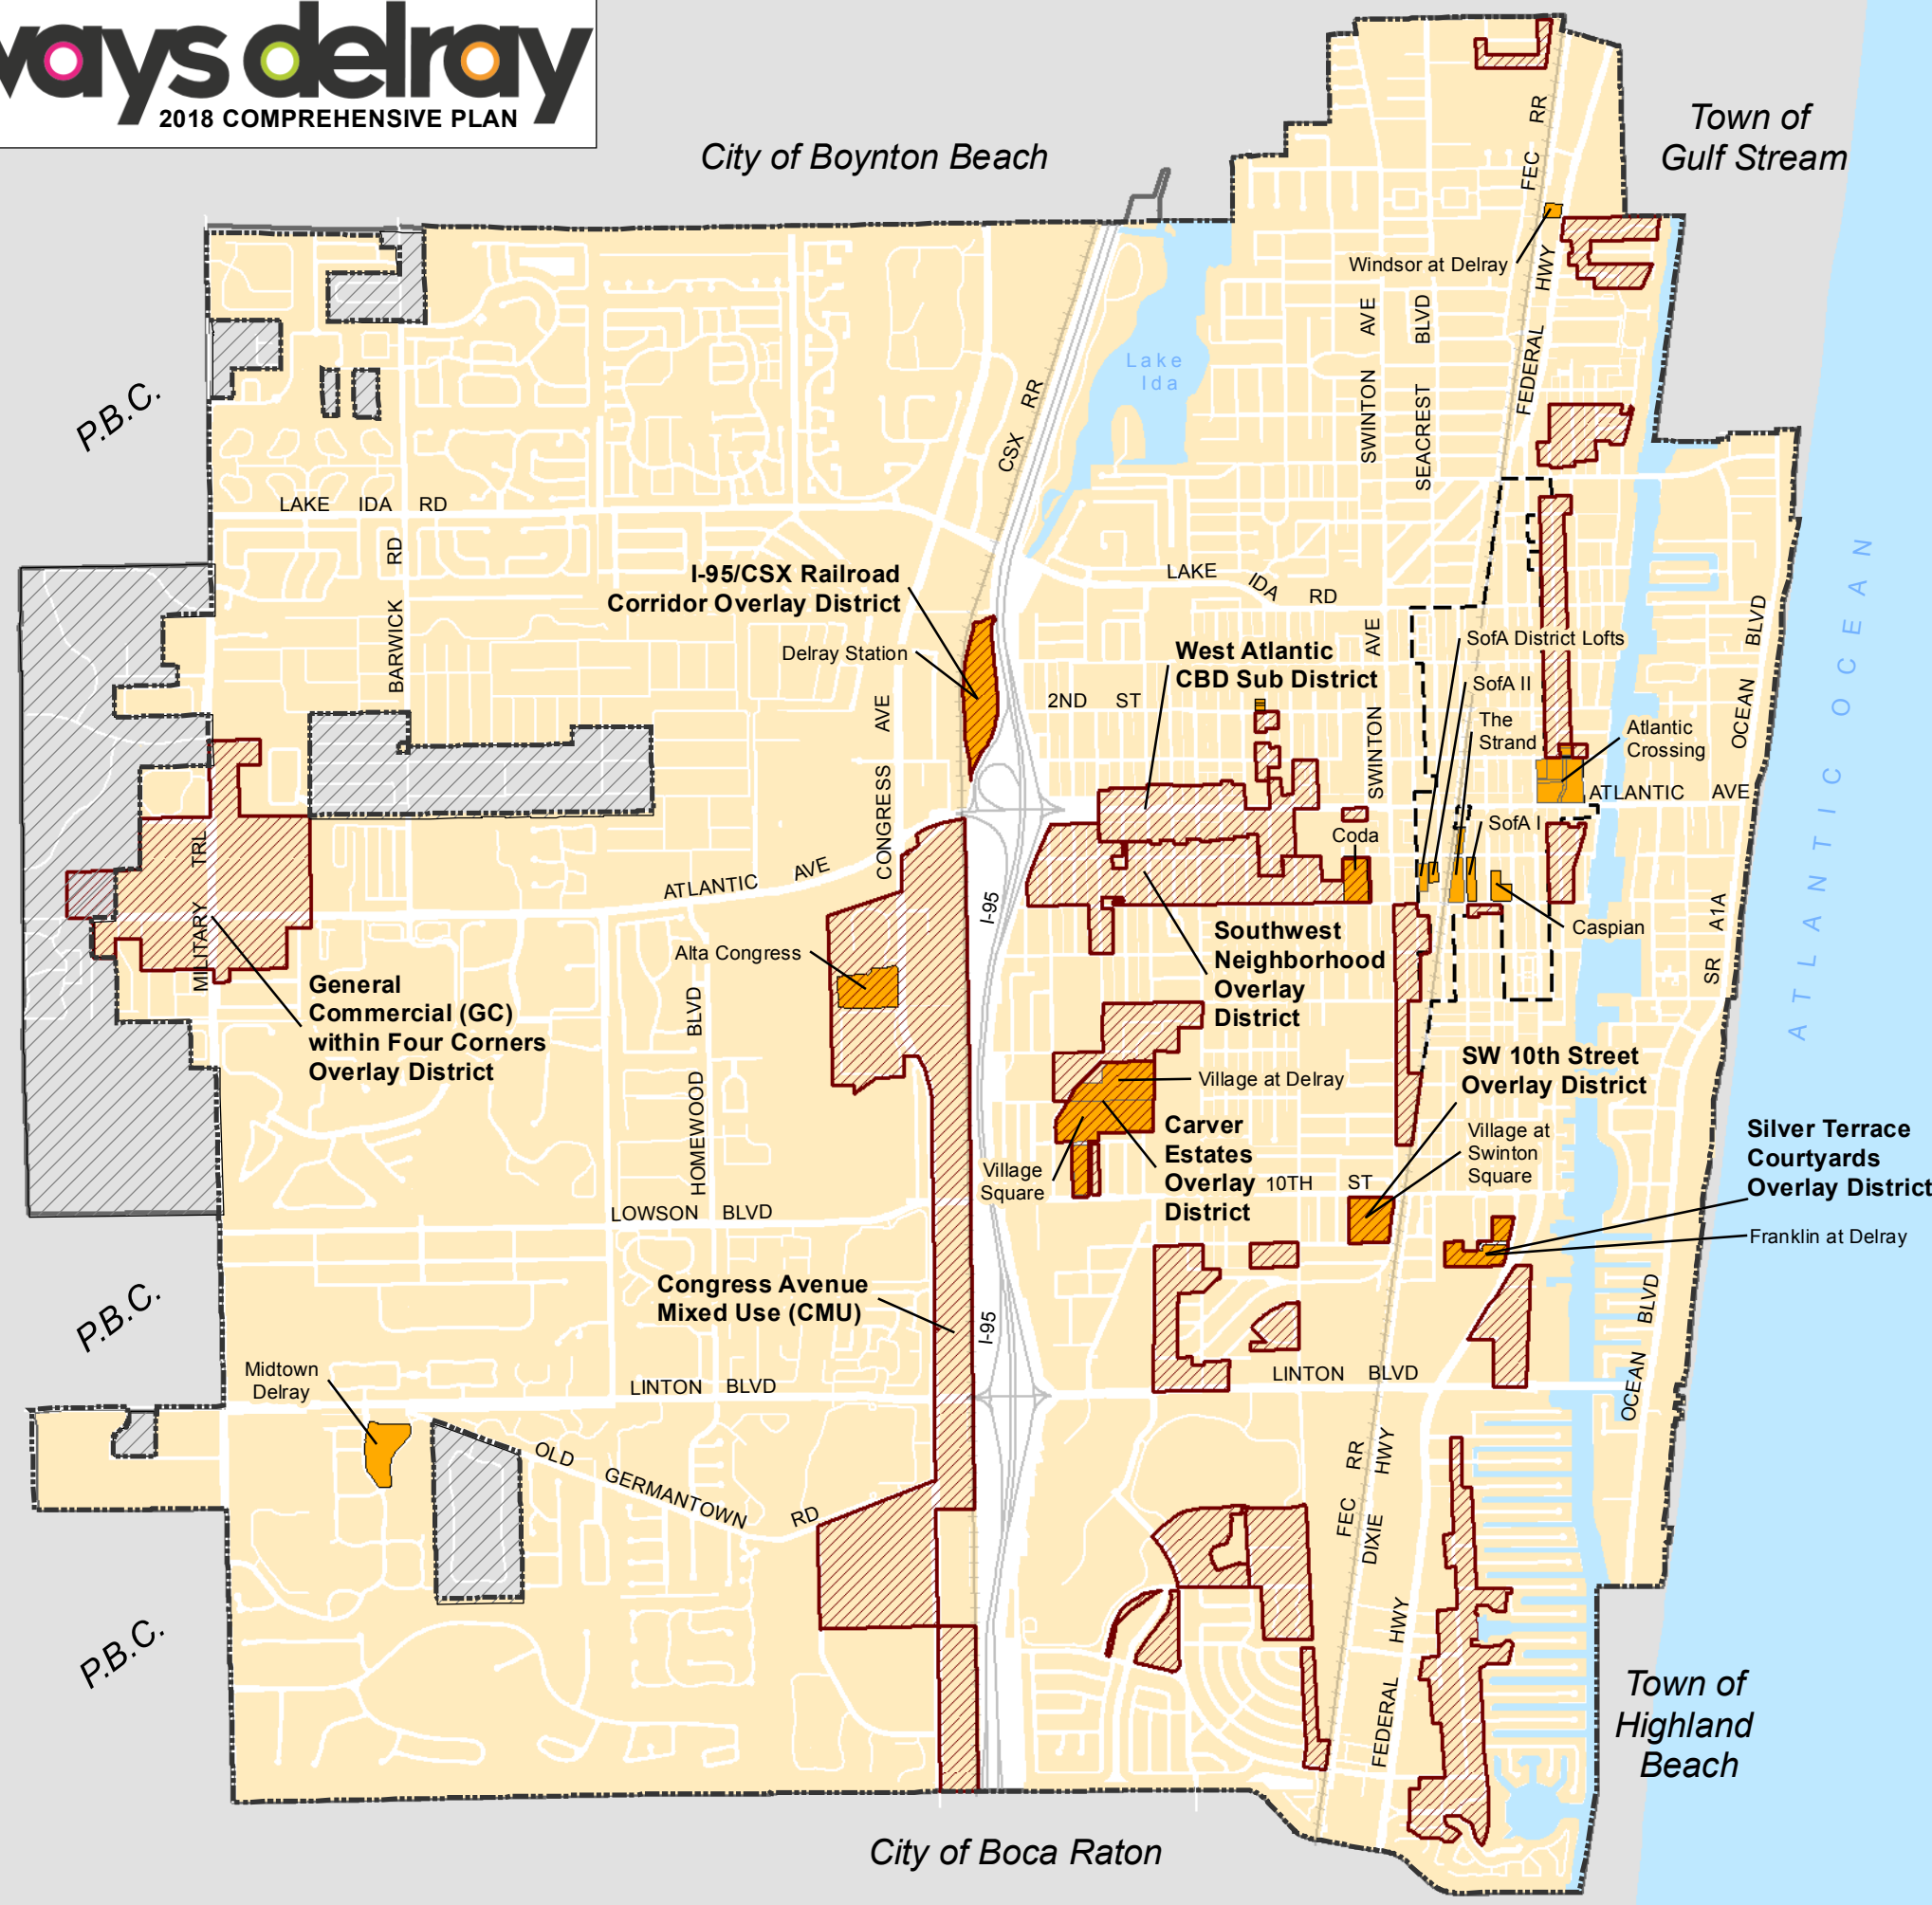 ways delray
2018 COMPREHENSIVE PLAN
City of Boynton Beach
Town of
Gulf Stream
FEC RR
Windsor at Delray
FEDERAL HWY
SWINTON AVE
SEACREST BLVD
Lake
Ida
CSX RR
P.B.C.
LAKE IDA RD
BARWICK RD
I-95/CSX Railroad
Corridor Overlay District
Delray Station
LAKE IDA RD
2ND ST
West Atlantic
CBD Sub District
SWINTON AVE
SofA District Lofts
SofA II
The
Strand
Atlantic
Crossing
OCEAN BLVD
ATLANTIC OCEAN
ATLANTIC AVE
SofA I
Coda
CONGRESS AVE
ATLANTIC AVE
MILITARY TRL
I-95
Alta Congress
Caspian
SR A1A
Southwest
Neighborhood
Overlay
District
General
Commercial (GC)
within Four Corners
Overlay District
HOMEWOOD BLVD
SW 10th Street
Overlay District
Village at Delray
Carver
Estates
Overlay
District
Village
Square
Village at
Swinton
Square
10TH ST
Silver Terrace
Courtyards
Overlay District
Franklin at Delray
LOWSON BLVD
Congress Avenue
Mixed Use (CMU)
I-95
P.B.C.
Midtown
Delray
LINTON BLVD
LINTON BLVD
OCEAN BLVD
OLD GERMANTOWN RD
FEC RR
DIXIE HWY
FEDERAL HWY
P.B.C.
Town of
Highland
Beach
City of Boca Raton